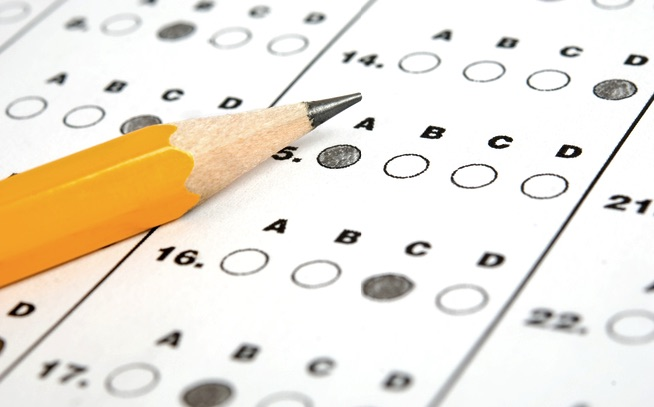 A B C D
A B C D
14. A B C D
5. A B C D
16. A B C D
17. A B C D
D
21
22.